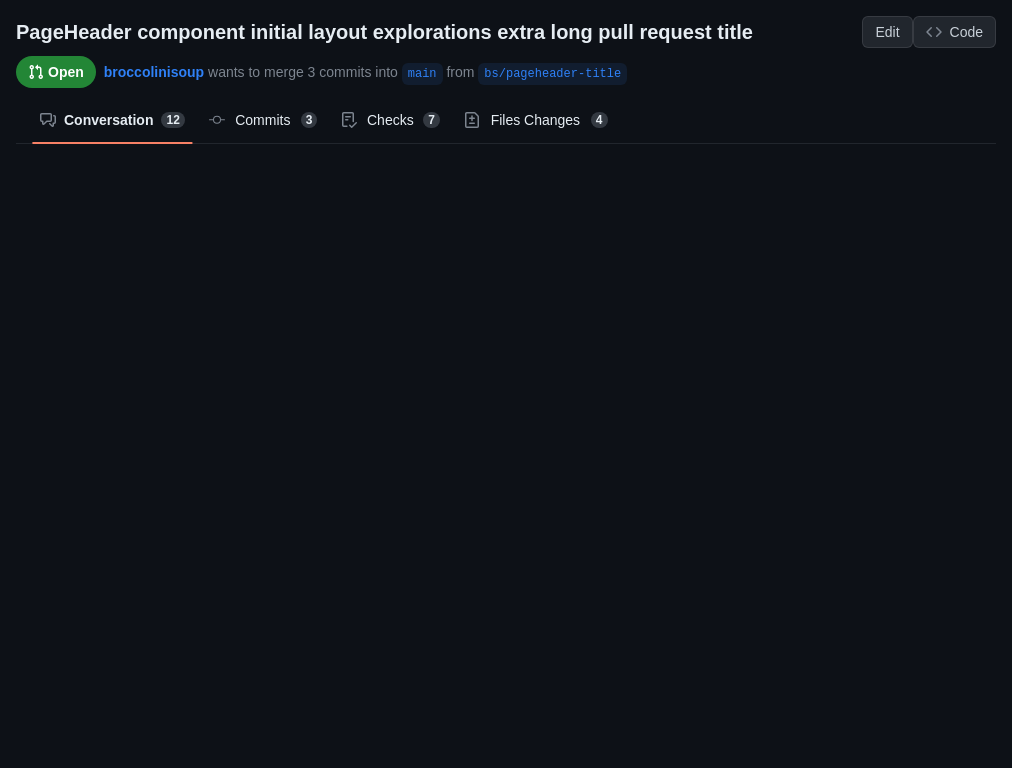 PageHeader component initial layout explorations extra long pull request title Edit Code
Open broccolinisoup wants to merge 3 commits into main from bs/pageheader-title
Conversation 12 Commits 3 Checks 7 Files Changes 4